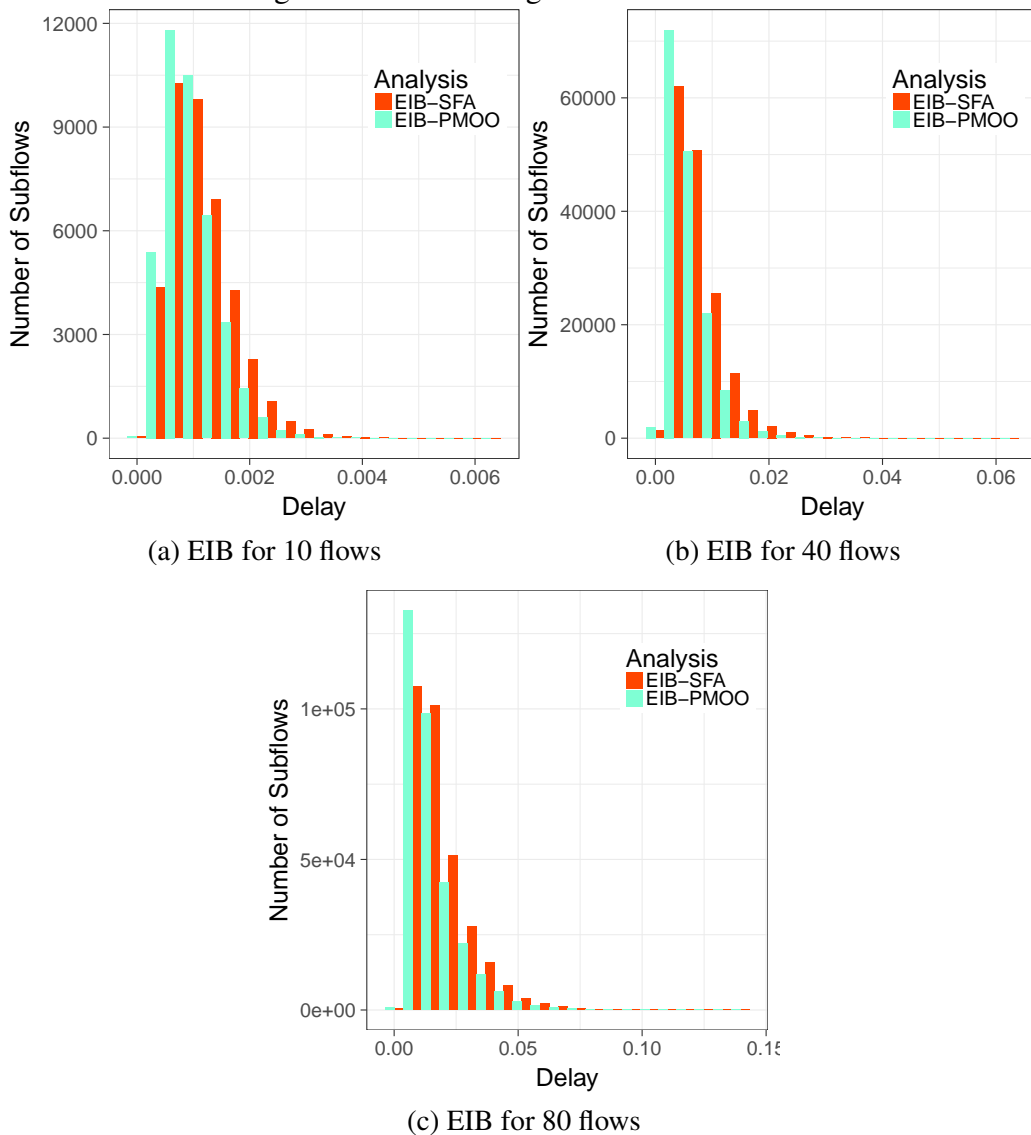 12000
9000
6000
3000
0
Number of Subflows
Analysis
EIB−SFA
EIB−PMOO
0.000
0.002
0.004
0.006
Delay
(a) EIB for 10 flows
60000
40000
20000
0
Number of Subflows
Analysis
EIB−SFA
EIB−PMOO
0.00
0.02
0.04
0.06
Delay
(b) EIB for 40 flows
1e+05
5e+04
0e+00
Number of Subflows
Analysis
EIB−SFA
EIB−PMOO
0.00
0.05
0.10
0.15
Delay
(c) EIB for 80 flows